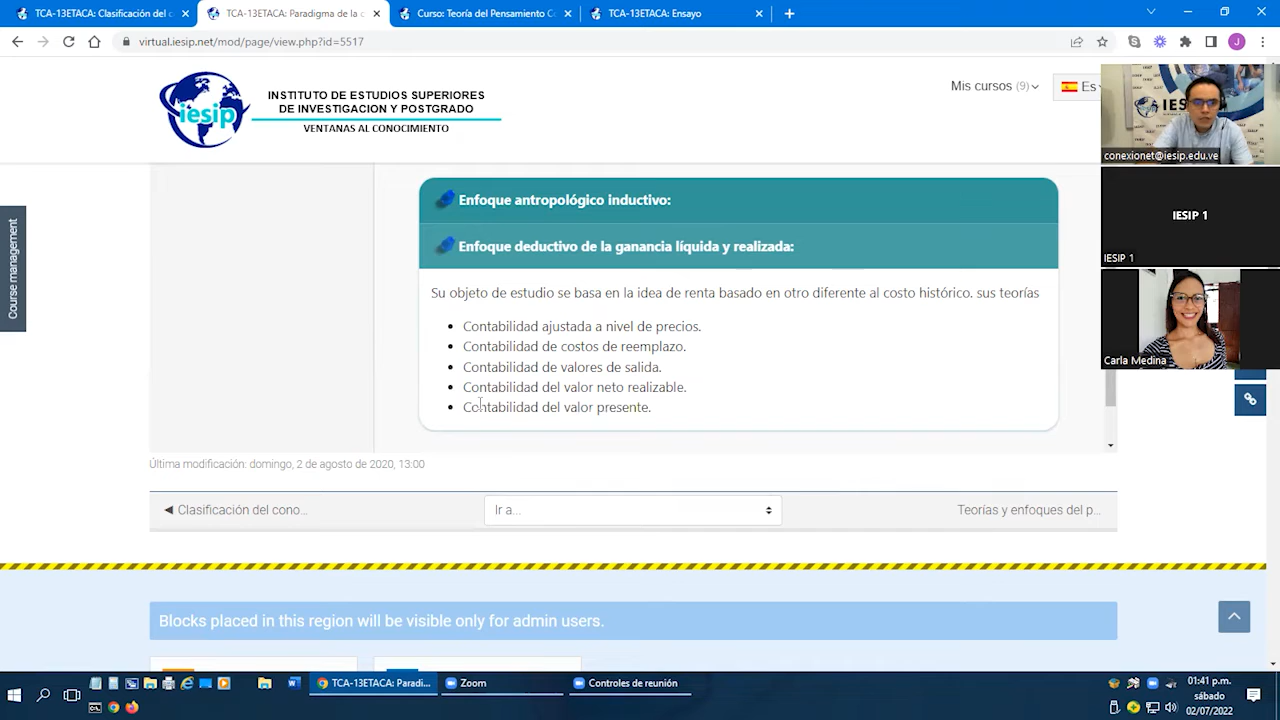 TCA-13ETACA: Clasificación del c
TCA-13ETACA: Paradigma de la c
Curso: Teoría del Pensamiento C
TCA-13ETACA: Ensayo
virtual.iesip.net/mod/page/view.php?id=5517
J
iesip
INSTITUTO DE ESTUDIOS SUPERIORES
DE INVESTIGACION Y POSTGRADO
VENTANAS AL CONOCIMIENTO
Mis cursos (9)
Es
conexionet@iesip.edu.ve
IESIP 1
IESIP 1
Carla Medina
Course management
Enfoque antropológico inductivo:
Enfoque deductivo de la ganancia líquida y realizada:
Su objeto de estudio se basa en la idea de renta basado en otro diferente al costo histórico. sus teorías
• Contabilidad ajustada a nivel de precios.
• Contabilidad de costos de reemplazo.
• Contabilidad de valores de salida.
• Contabilidad del valor neto realizable.
• Contabilidad del valor presente.
Última modificación: domingo, 2 de agosto de 2020, 13:00
◄ Clasificación del cono...
Ir a...
Teorías y enfoques del p...
Blocks placed in this region will be visible only for admin users.
TCA-13ETACA: Paradi...
Zoom
Controles de reunión
01:41 p.m.
sábado
02/07/2022